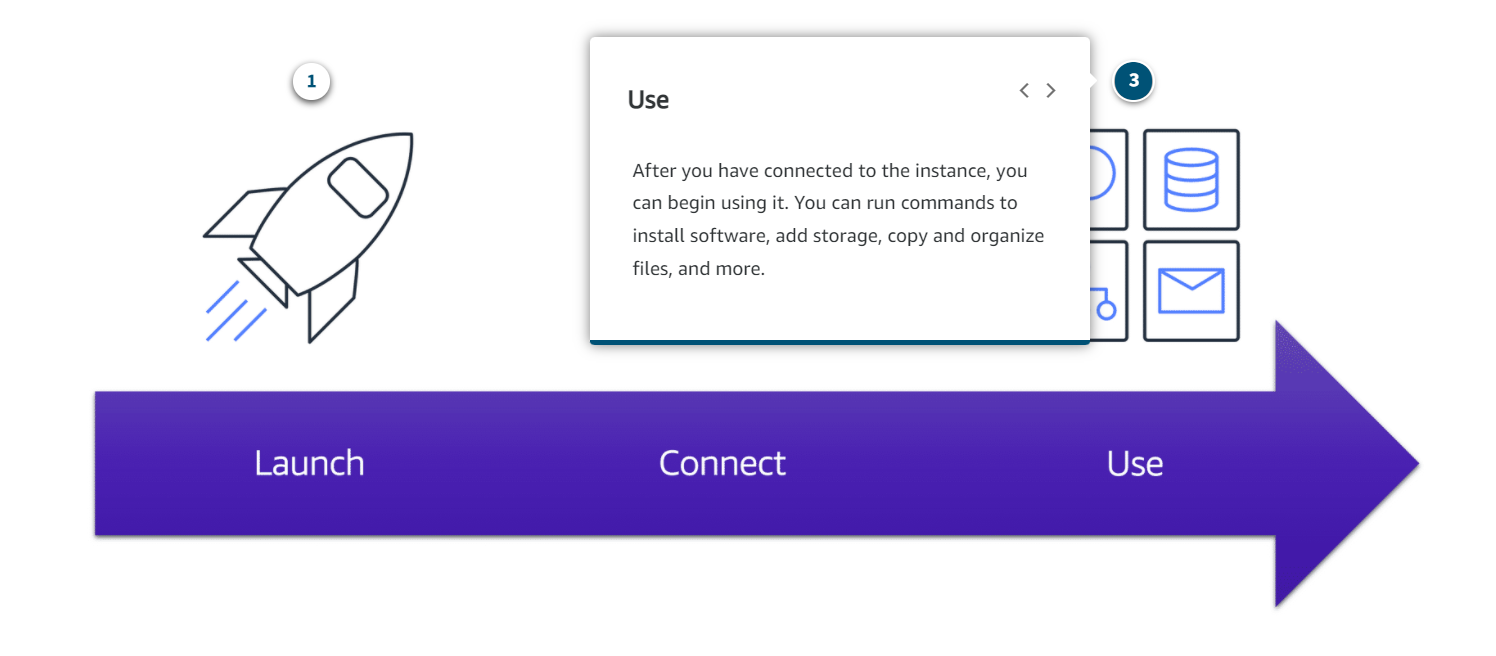 1
Use
3
After you have connected to the instance, you
can begin using it. You can run commands to
install software, add storage, copy and organize
files, and more.
Launch
Connect
Use